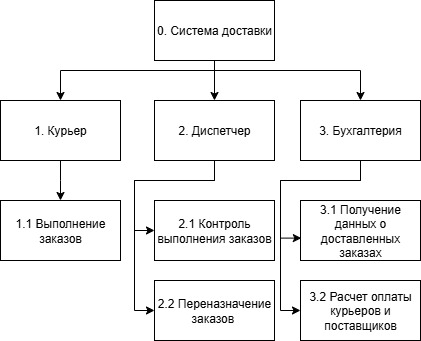 0. Система доставки
1. Курьер
2. Диспетчер
3. Бухгалтерия
1.1 Выполнение
заказов
2.1 Контроль
выполнения заказов
3.1 Получение
данных о
доставленных
заказах
2.2 Переназначение
заказов
3.2 Расчет оплаты
курьеров и
поставщиков